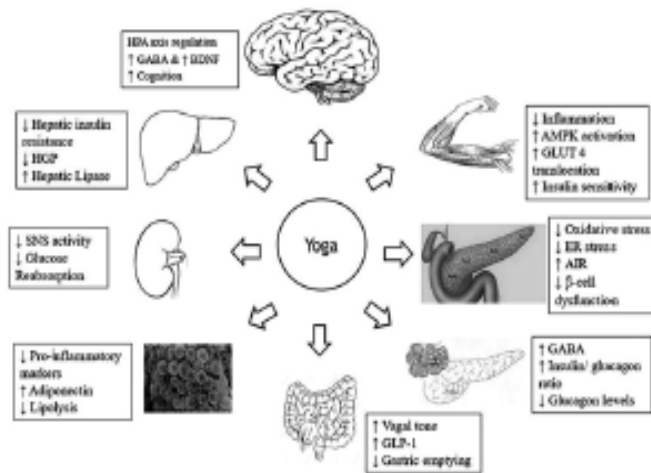 HPA axis regulation
↑ GABA & ↑ BDNF
↑ Cognition
↓ Hepatic insulin
resistance
↓ HGP
↑ Hepatic Lipase
↓ Inflammation
↑ AMPK activation
↑ GLUT 4
translocation
↑ Insulin sensitivity
Yoga
↓ SNS activity
↓ Glucose
Reabsorption
↓ Oxidative stress
↓ ER stress
↑ AIR
↓ β-cell
dysfunction
↓ Pro-inflammatory
markers
↑ Adiponectin
↓ Lipolysis
↑ GABA
↑ Insulin/ glucagon
ratio
↓ Glucagon levels
↑ Vagal tone
↑ GLP-1
↓ Gastric emptying